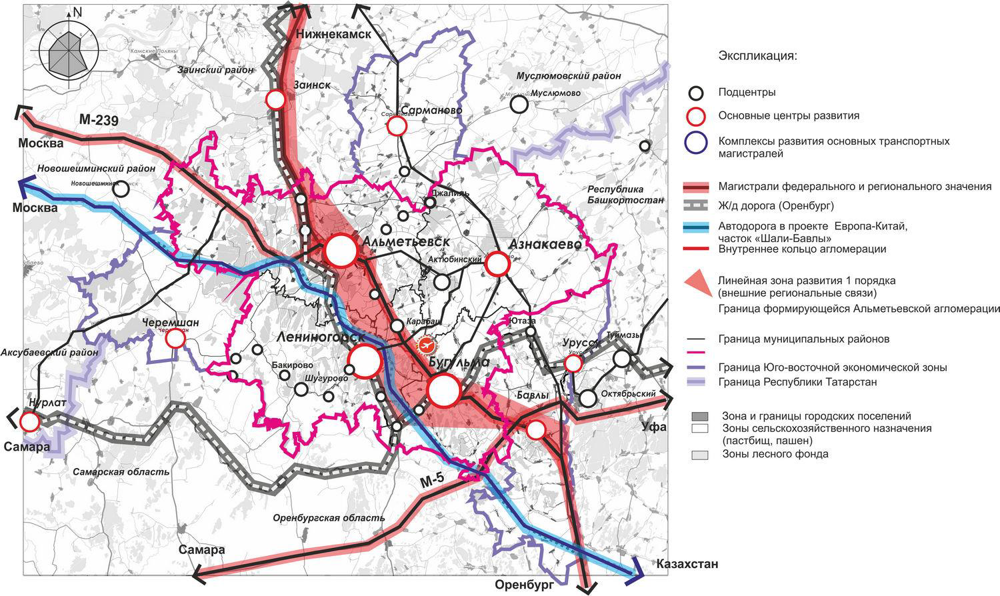 N
Нижнекамск
Камские Поляны
Заинский район
Заинск
Муслюмовский район
Муслюмово
Сарманово
Сарманово
М-239
Москва
Новошешминский район
Новошешминск
Москва
Республика
Башкортостан
Джалиль
Альметьевск
Азнакаево
Актюбинский
Черемшан
Черемшан
Лениногорск
Карабаш
Ютаза
Аксубаевский район
Уруссу
Туймазы
Бакирово
Шугурово
Бугульма
Нурлат
Бавлы
Октябрьский
Самара
Уфа
Самарская область
М-5
Оренбургская область
Самара
Оренбург
Казахстан
Экспликация:
Подцентры
Основные центры развития
Комплексы развития основных транспортных
магистралей
Магистрали федерального и регионального значения
Ж/д дорога (Оренбург)
Автодорога в проекте Европа-Китай,
часток «Шали-Бавлы»
Внутреннее кольцо агломерации
Линейная зона развития 1 порядка
(внешние региональные связи)
Граница формирующейся Альметьевской агломерации
Граница муниципальных районов
Граница Юго-восточной экономической зоны
Граница Республики Татарстан
Зона и границы городских поселений
Зоны сельскохозяйственного назначения
(пастбищ, пашен)
Зоны лесного фонда